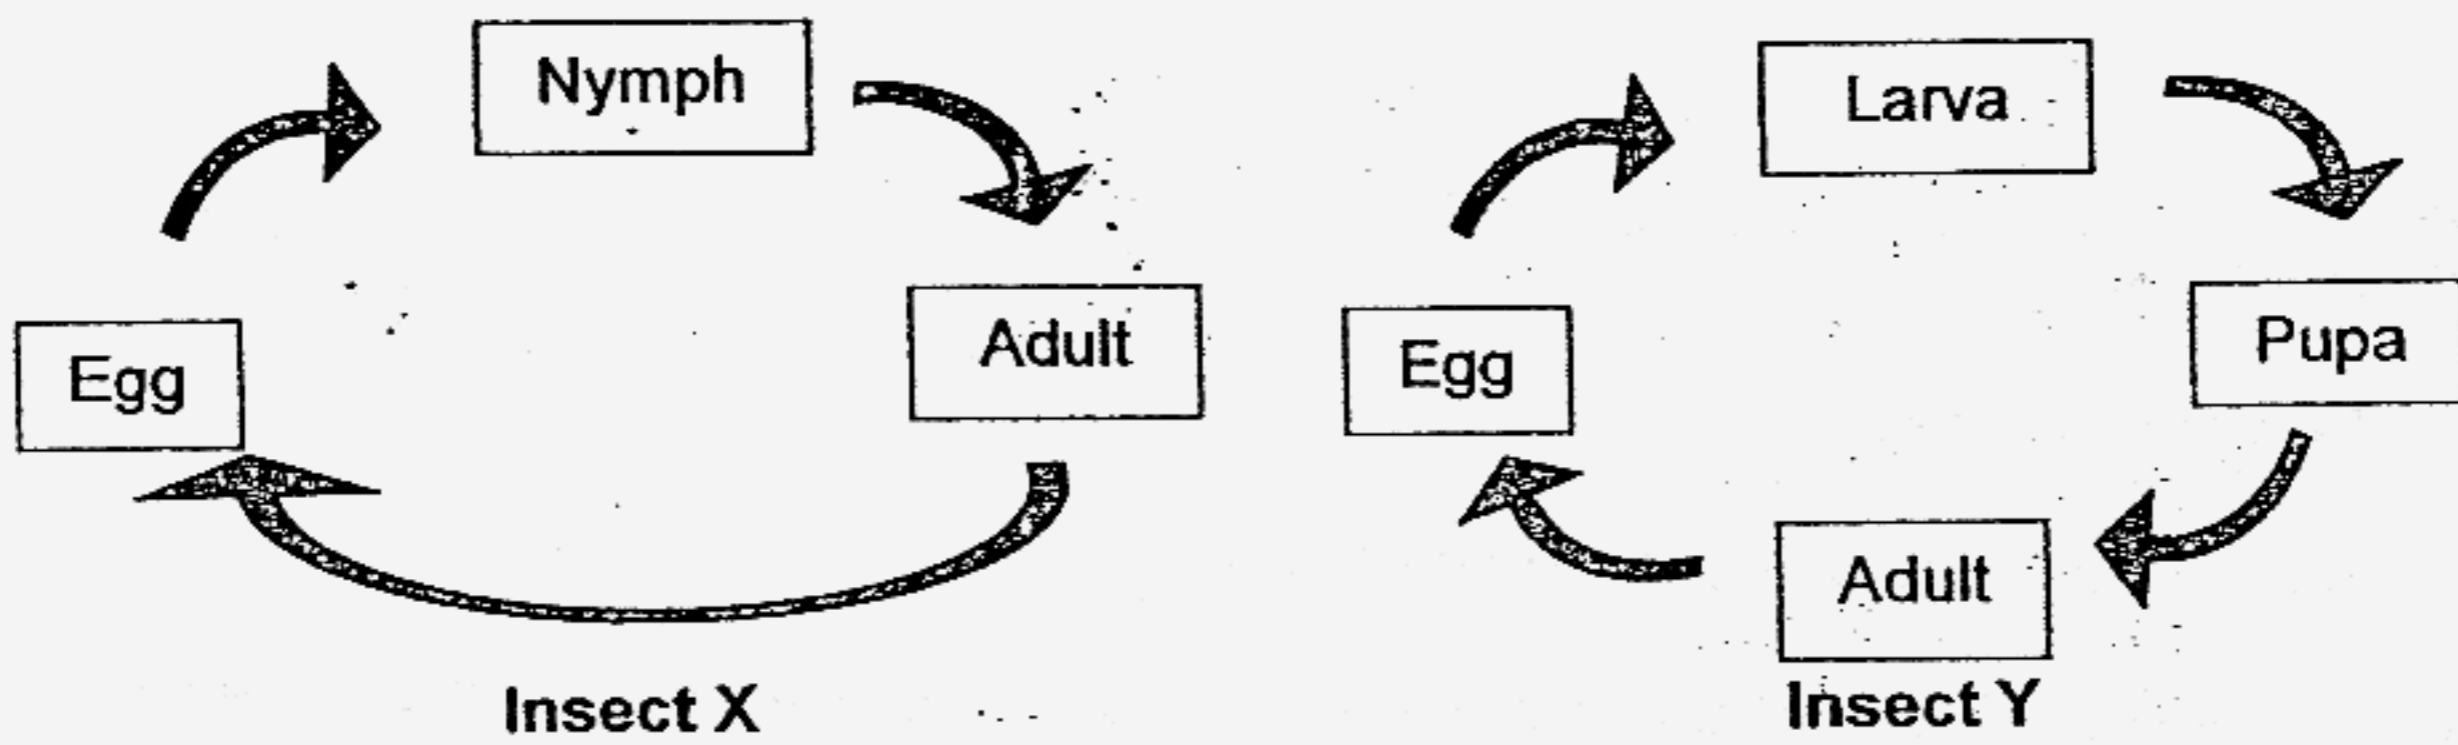 Nymph
Adult
Egg
Insect X
Larva
Pupa
Egg
Adult
Insect Y